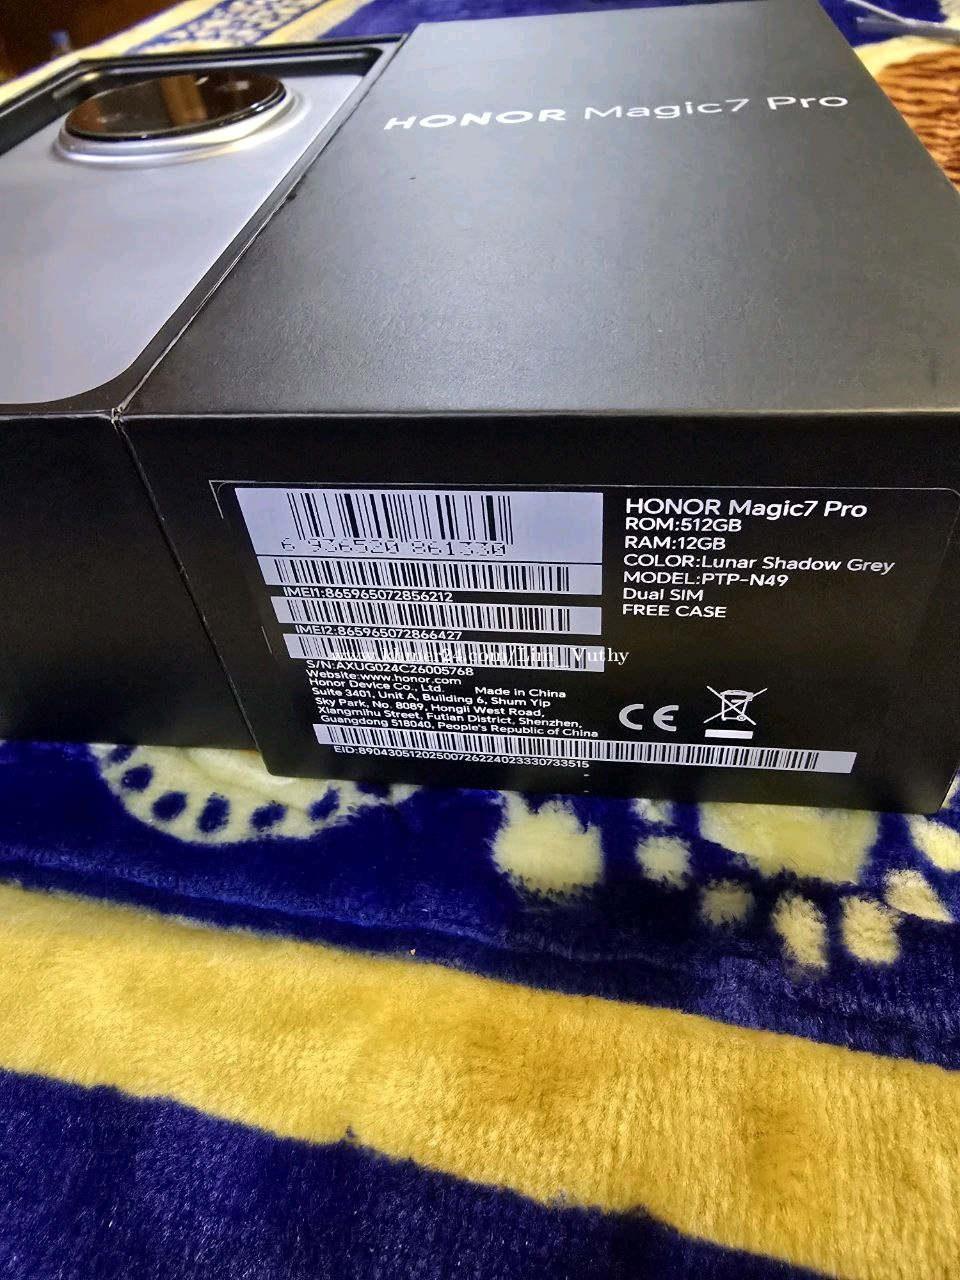 HONOR Magic7 Pro
6 936520 861330
IMEI1:865965072856212
IMEI2:865965072866427
S/N:AXUG024C26005768
Website:www.honor.com
Honor Device Co., Ltd. Made in China
Suite 3401, Unit A, Building 6, Shum Yip
Sky Park, No. 8089, Hongli West Road,
Xiangmihu Street, Futian District, Shenzhen,
Guangdong 518040, People's Republic of China
EID:89043051202500726224023330733515
HONOR Magic7 Pro
ROM:512GB
RAM:12GB
COLOR:Lunar Shadow Grey
MODEL:PTP-N49
Dual SIM
FREE CASE
CE